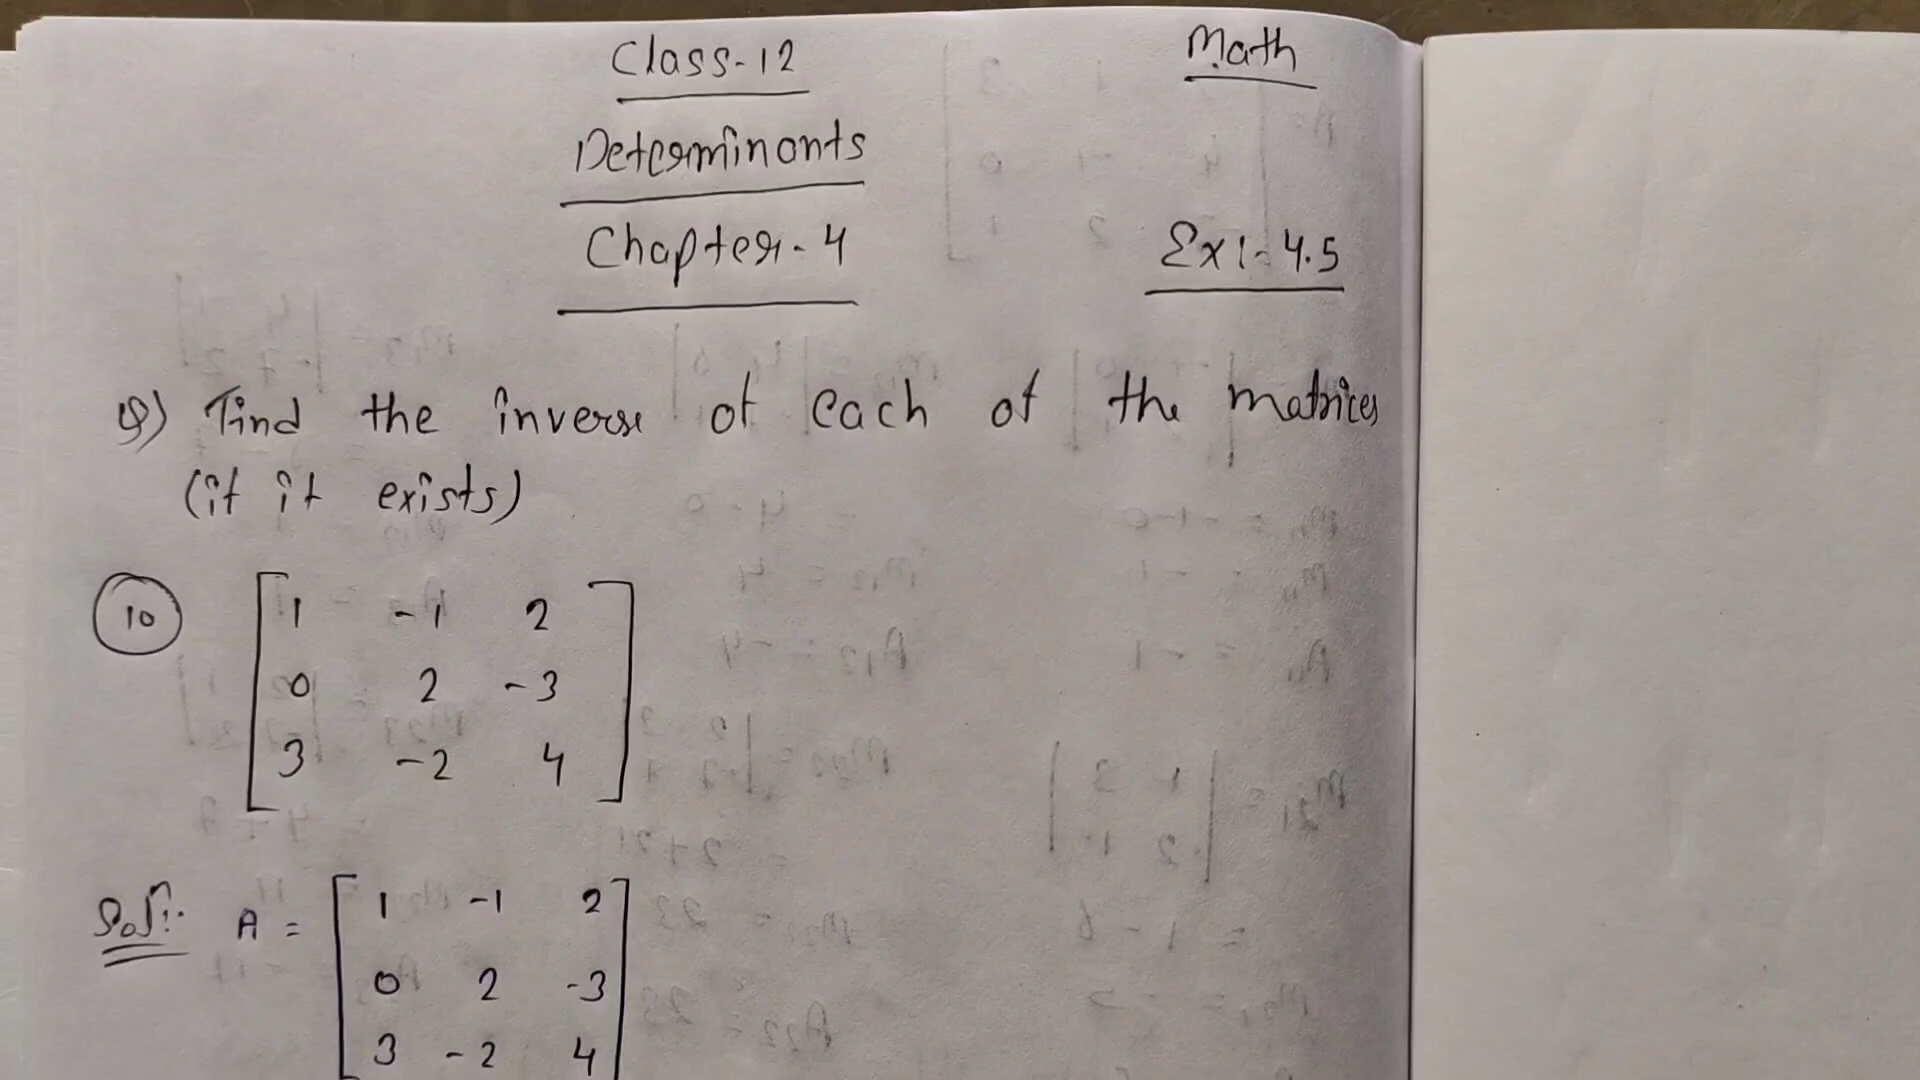 Class-12 Math
Determinants
Chapter-4 Ex:-4.5
Q) Find the inverse of each of the matrices
(if it exists)
10 [1 -1 2
0 2 -3
3 -2 4]
Sol:- A = [1 -1 2
0 2 -3
3 -2 4